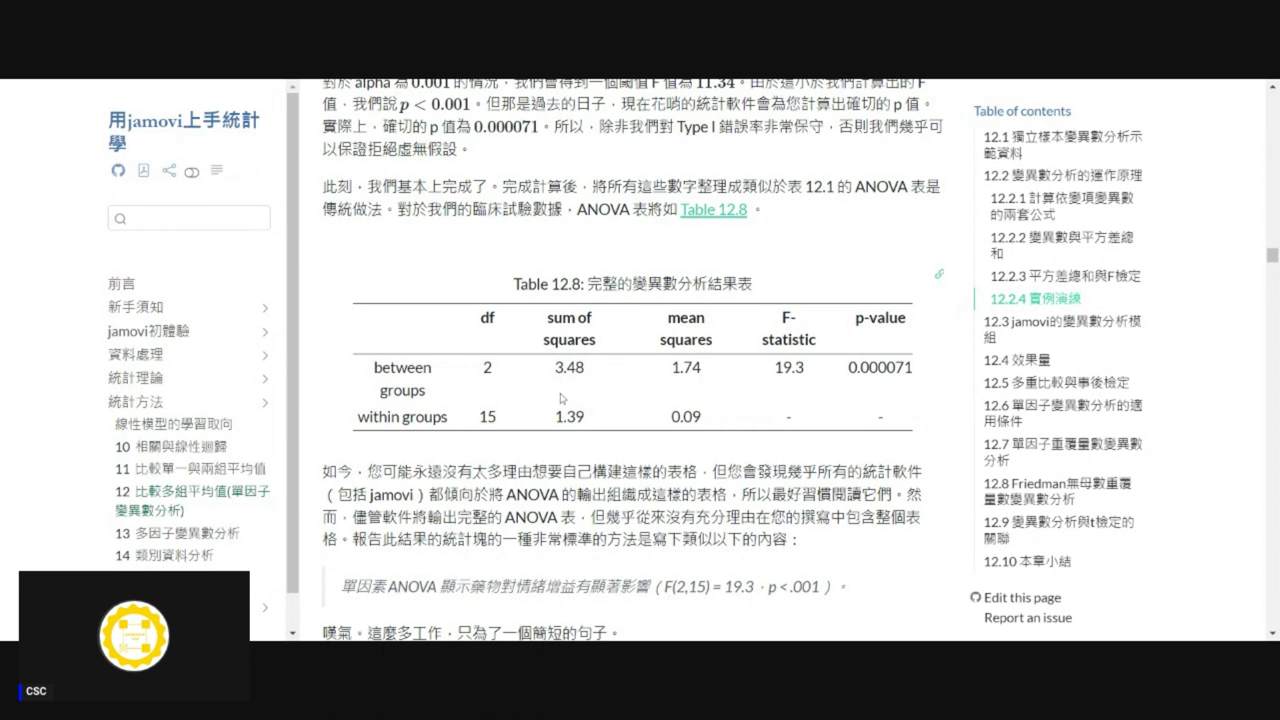 用jamovi上手統計
學
前言
新手須知
jamovi初體驗
資料處理
統計理論
統計方法
線性模型的學習取向
10 相關與線性迴歸
11 比較單一與兩組平均值
12 比較多組平均值(單因子
變異數分析)
13 多因子變異數分析
14 類別資料分析
CSC
對於 alpha 為 0.001 的情況，我們會得到一個閾值 F 值為 11.34。由於這小於我們計算出的 F
值，我們說 p < 0.001。但那是過去的日子，現在花哨的統計軟件會為您計算出確切的 p 值。
實際上，確切的 p 值為 0.000071。所以，除非我們對 Type I 錯誤率非常保守，否則我們幾乎可
以保證拒絕虛無假設。
此刻，我們基本上完成了。完成計算後，將所有這些數字整理成類似於表 12.1 的 ANOVA 表是
傳統做法。對於我們的臨床試驗數據，ANOVA 表將如 Table 12.8 。
Table 12.8: 完整的變異數分析結果表
df sum of squares mean squares F-statistic p-value
between groups 2 3.48 1.74 19.3 0.000071
within groups 15 1.39 0.09 - -
如今，您可能永遠沒有太多理由想要自己構建這樣的表格，但您會發現幾乎所有的統計軟件
（包括 jamovi）都傾向於將 ANOVA 的輸出組織成這樣的表格，所以最好習慣閱讀它們。然
而，儘管軟件將輸出完整的 ANOVA 表，但幾乎從來沒有充分理由在您的撰寫中包含整個表
格。報告此結果的統計塊的一種非常標準的方法是寫下類似以下的內容：
單因素 ANOVA 顯示藥物對情緒增益有顯著影響（ F(2,15) = 19.3，p < .001 ）。
嘆氣。這麼多工作，只為了一個簡短的句子。
Table of contents
12.1 獨立樣本變異數分析示
範資料
12.2 變異數分析的運作原理
12.2.1 計算依變項變異數
的兩套公式
12.2.2 變異數與平方差總
和
12.2.3 平方差總和與F檢定
12.2.4 實例演練
12.3 jamovi的變異數分析模
組
12.4 效果量
12.5 多重比較與事後檢定
12.6 單因子變異數分析的適
用條件
12.7 單因子重覆量數變異數
分析
12.8 Friedman無母數重覆
量數變異數分析
12.9 變異數分析與t檢定的
關聯
12.10 本章小結
Edit this page
Report an issue